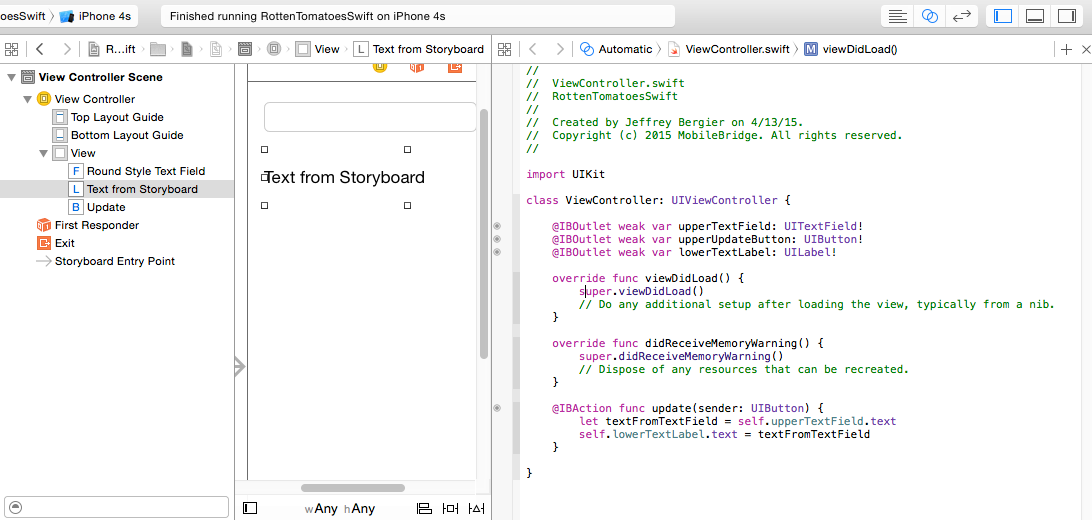 oesSwift iPhone 4s Finished running RottenTomatoesSwift on iPhone 4s
R...ift View L Text from Storyboard
Automatic ViewController.swift M viewDidLoad()
View Controller Scene
View Controller
Top Layout Guide
Bottom Layout Guide
View
F Round Style Text Field
L Text from Storyboard
B Update
First Responder
Exit
Storyboard Entry Point
Text from Storyboard
wAny hAny
//
// ViewController.swift
// RottenTomatoesSwift
//
// Created by Jeffrey Bergier on 4/13/15.
// Copyright (c) 2015 MobileBridge. All rights reserved.
//
import UIKit
class ViewController: UIViewController {
@IBOutlet weak var upperTextField: UITextField!
@IBOutlet weak var upperUpdateButton: UIButton!
@IBOutlet weak var lowerTextLabel: UILabel!
override func viewDidLoad() {
super.viewDidLoad()
// Do any additional setup after loading the view, typically from a nib.
}
override func didReceiveMemoryWarning() {
super.didReceiveMemoryWarning()
// Dispose of any resources that can be recreated.
}
@IBAction func update(sender: UIButton) {
let textFromTextField = self.upperTextField.text
self.lowerTextLabel.text = textFromTextField
}
}